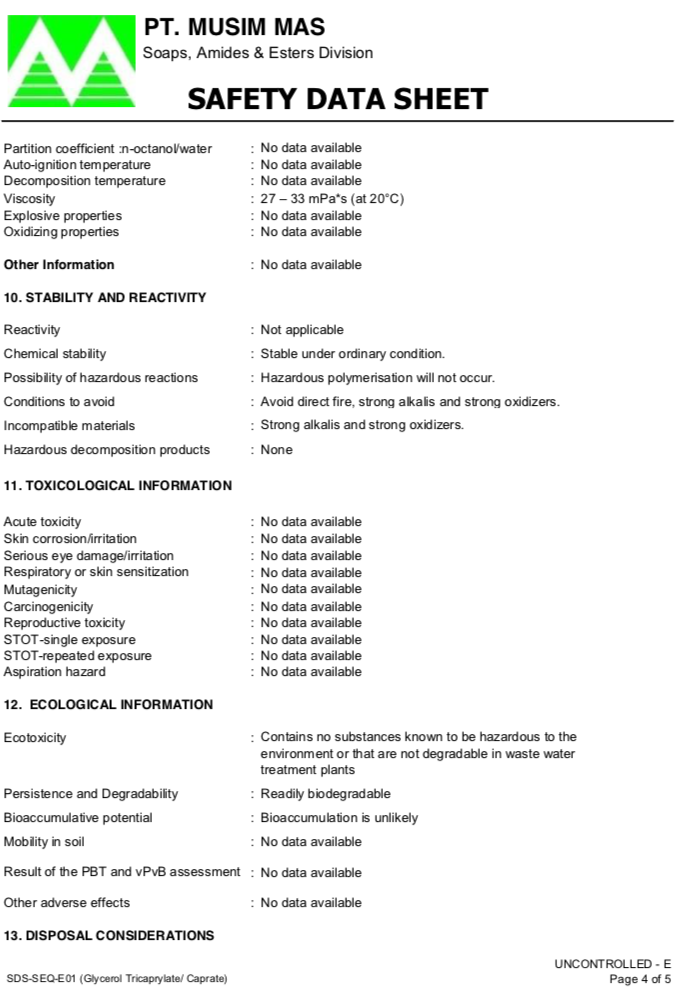 PT. MUSIM MAS
Soaps, Amides & Esters Division
SAFETY DATA SHEET
Partition coefficient :n-octanol/water : No data available
Auto-ignition temperature : No data available
Decomposition temperature : No data available
Viscosity : 27 – 33 mPa*s (at 20°C)
Explosive properties : No data available
Oxidizing properties : No data available
Other Information : No data available
10. STABILITY AND REACTIVITY
Reactivity : Not applicable
Chemical stability : Stable under ordinary condition.
Possibility of hazardous reactions : Hazardous polymerisation will not occur.
Conditions to avoid : Avoid direct fire, strong alkalis and strong oxidizers.
Incompatible materials : Strong alkalis and strong oxidizers.
Hazardous decomposition products : None
11. TOXICOLOGICAL INFORMATION
Acute toxicity : No data available
Skin corrosion/irritation : No data available
Serious eye damage/irritation : No data available
Respiratory or skin sensitization : No data available
Mutagenicity : No data available
Carcinogenicity : No data available
Reproductive toxicity : No data available
STOT-single exposure : No data available
STOT-repeated exposure : No data available
Aspiration hazard : No data available
12. ECOLOGICAL INFORMATION
Ecotoxicity : Contains no substances known to be hazardous to the
environment or that are not degradable in waste water
treatment plants
Persistence and Degradability : Readily biodegradable
Bioaccumulative potential : Bioaccumulation is unlikely
Mobility in soil : No data available
Result of the PBT and vPvB assessment : No data available
Other adverse effects : No data available
13. DISPOSAL CONSIDERATIONS
UNCONTROLLED - E
SDS-SEQ-E01 (Glycerol Tricaprylate/ Caprate) Page 4 of 5